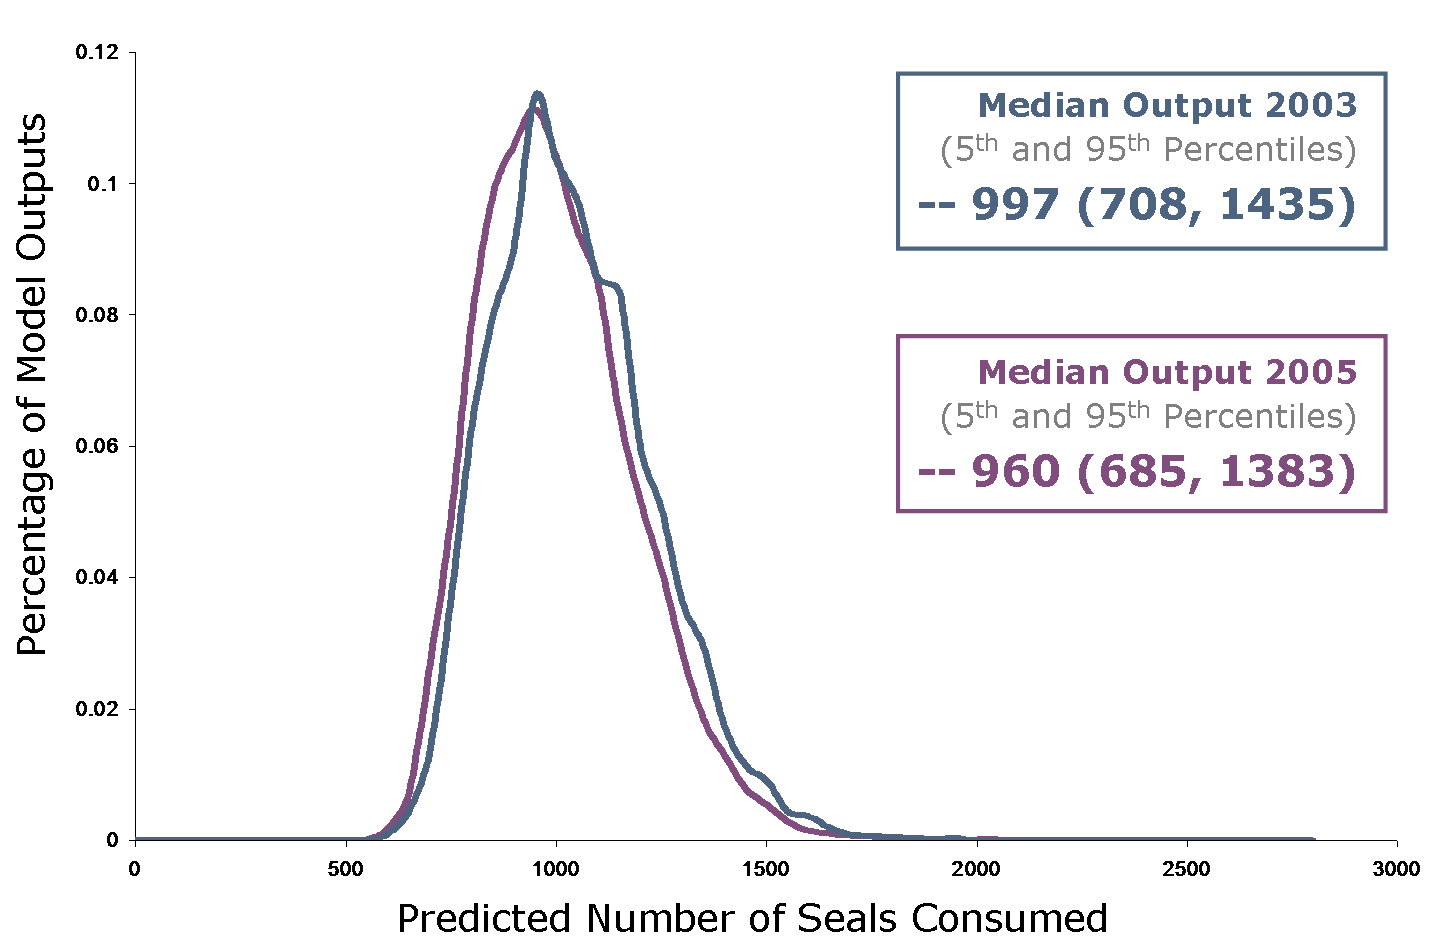 Percentage of Model Outputs
0.12
0.1
0.08
0.06
0.04
0.02
0
Median Output 2003
(5th and 95th Percentiles)
-- 997 (708, 1435)
Median Output 2005
(5th and 95th Percentiles)
-- 960 (685, 1383)
0 500 1000 1500 2000 2500 3000
Predicted Number of Seals Consumed